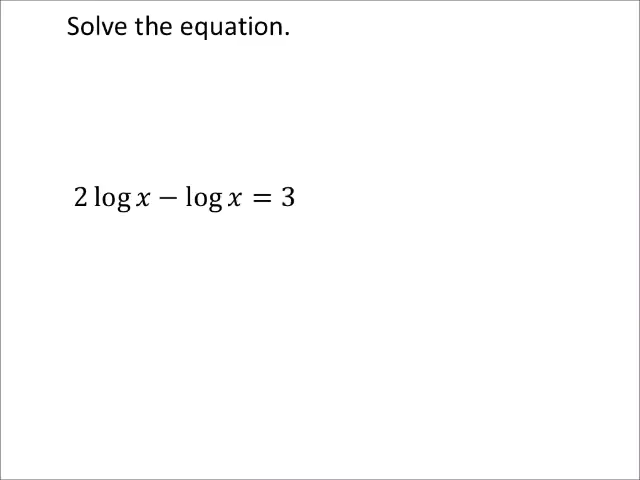 Solve the equation.
2 log x − log x = 3